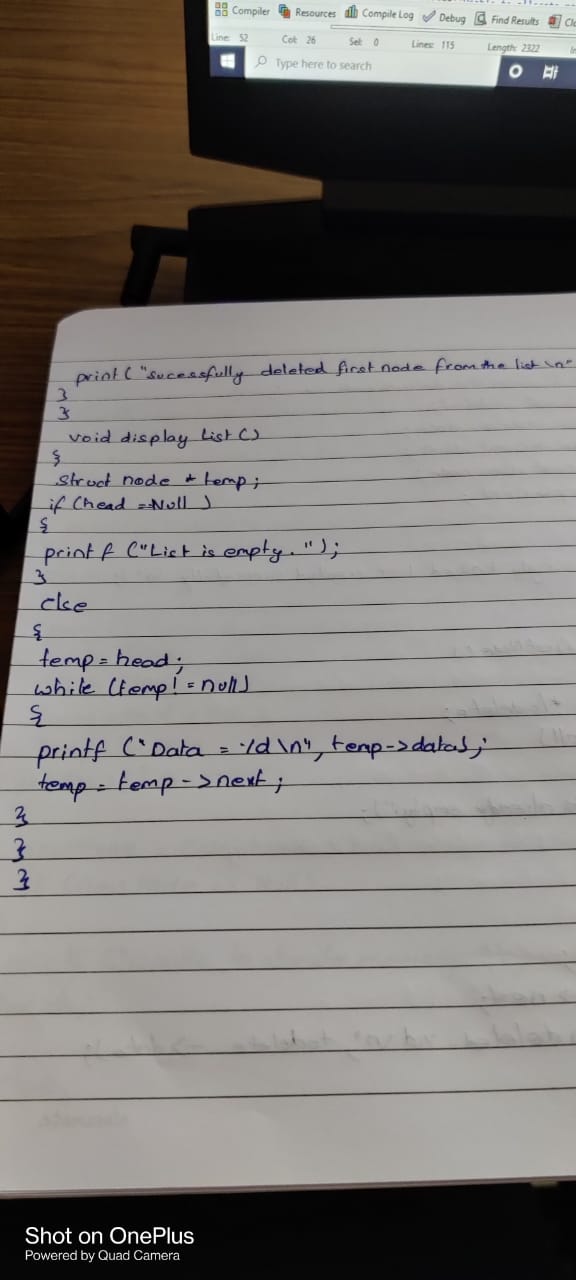 Compiler Resources Compile Log Debug Find Results Clo
Line: 52 Col: 26 Sel: 0 Lines: 115 Length: 2322 In
Type here to search
print ( "sucessfully deleted first node from the list \n"
}
}
void display List ()
{
struct node * temp;
if (head = Null )
{
print f ("List is empty. ");
}
else
{
temp = head;
while (temp! = null)
{
printf ("Data = %d \n", temp->data);
temp = temp->next;
}
}
}
Shot on OnePlus
Powered by Quad Camera